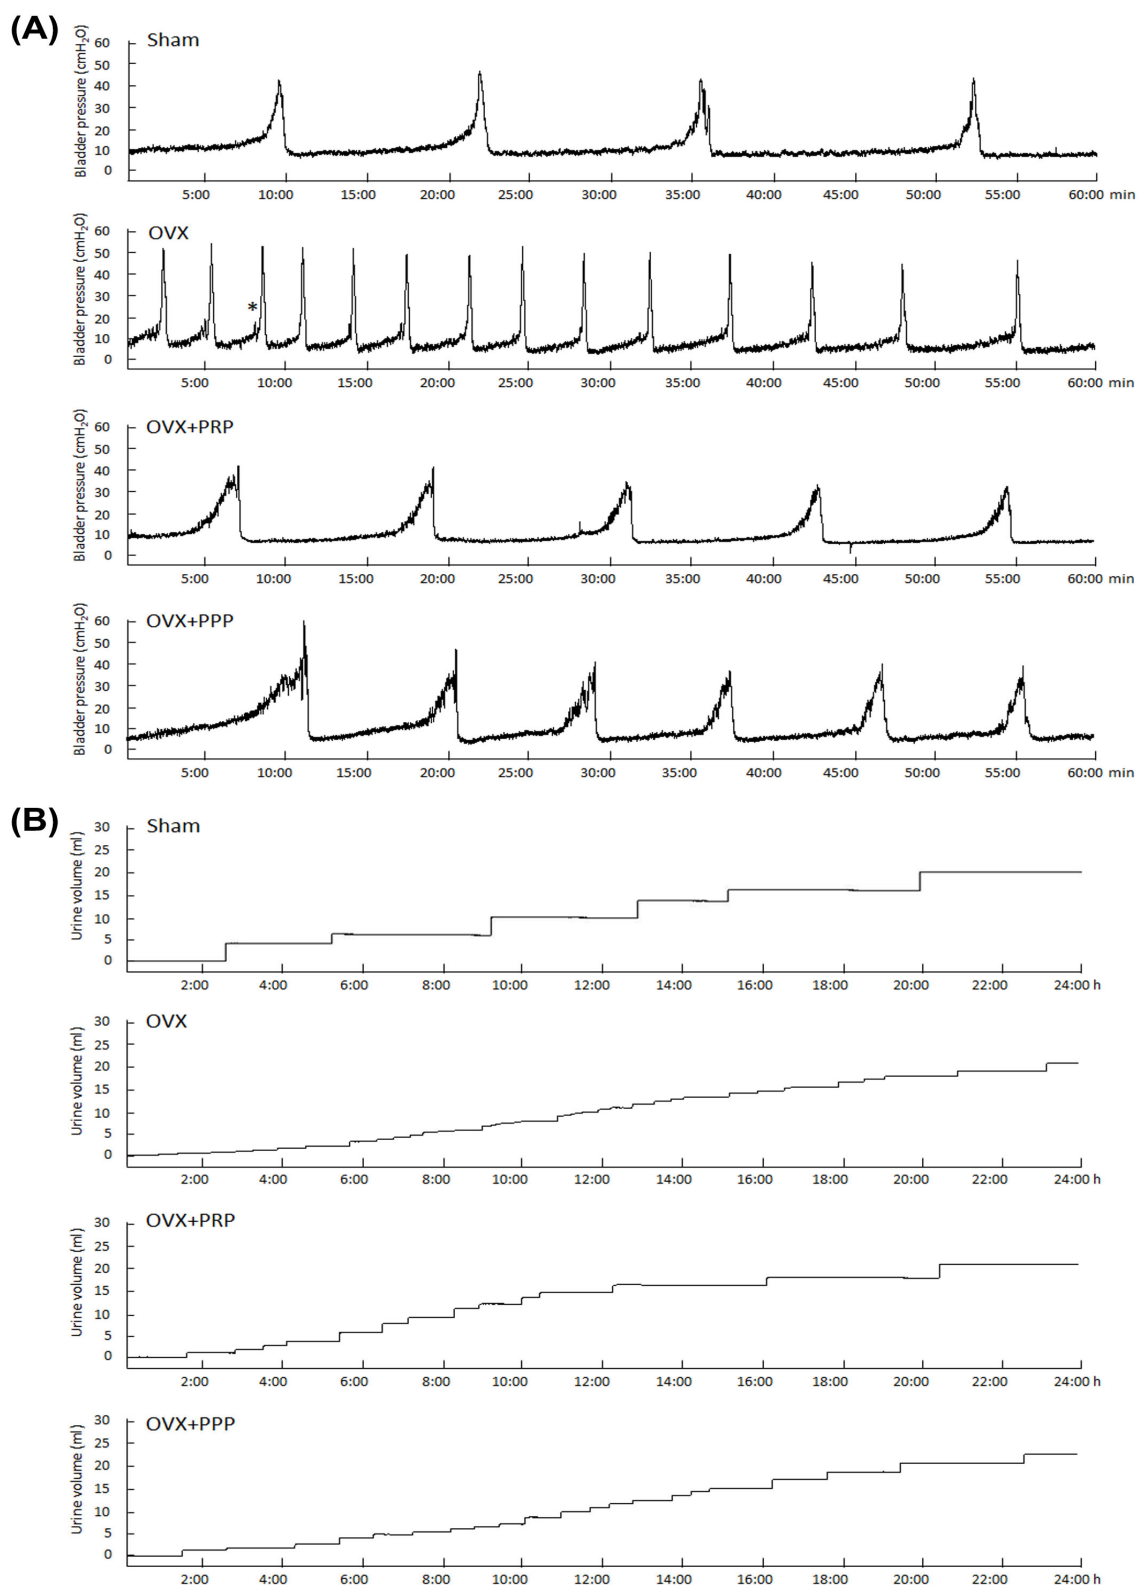 (A)
Sham
Bladder pressure (cmH₂O)
60
50
40
30
20
10
0
5:00 10:00 15:00 20:00 25:00 30:00 35:00 40:00 45:00 50:00 55:00 60:00 min
OVX
Bladder pressure (cmH₂O)
60
50
40
30
20
10
0
*
5:00 10:00 15:00 20:00 25:00 30:00 35:00 40:00 45:00 50:00 55:00 60:00 min
OVX+PRP
Bladder pressure (cmH₂O)
60
50
40
30
20
10
0
5:00 10:00 15:00 20:00 25:00 30:00 35:00 40:00 45:00 50:00 55:00 60:00 min
OVX+PPP
Bladder pressure (cmH₂O)
60
50
40
30
20
10
0
5:00 10:00 15:00 20:00 25:00 30:00 35:00 40:00 45:00 50:00 55:00 60:00 min
(B)
Sham
Urine volume (ml)
30
25
20
15
10
5
0
2:00 4:00 6:00 8:00 10:00 12:00 14:00 16:00 18:00 20:00 22:00 24:00 h
OVX
Urine volume (ml)
30
25
20
15
10
5
0
2:00 4:00 6:00 8:00 10:00 12:00 14:00 16:00 18:00 20:00 22:00 24:00 h
OVX+PRP
Urine volume (ml)
30
25
20
15
10
5
0
2:00 4:00 6:00 8:00 10:00 12:00 14:00 16:00 18:00 20:00 22:00 24:00 h
OVX+PPP
Urine volume (ml)
30
25
20
15
10
5
0
2:00 4:00 6:00 8:00 10:00 12:00 14:00 16:00 18:00 20:00 22:00 24:00 h